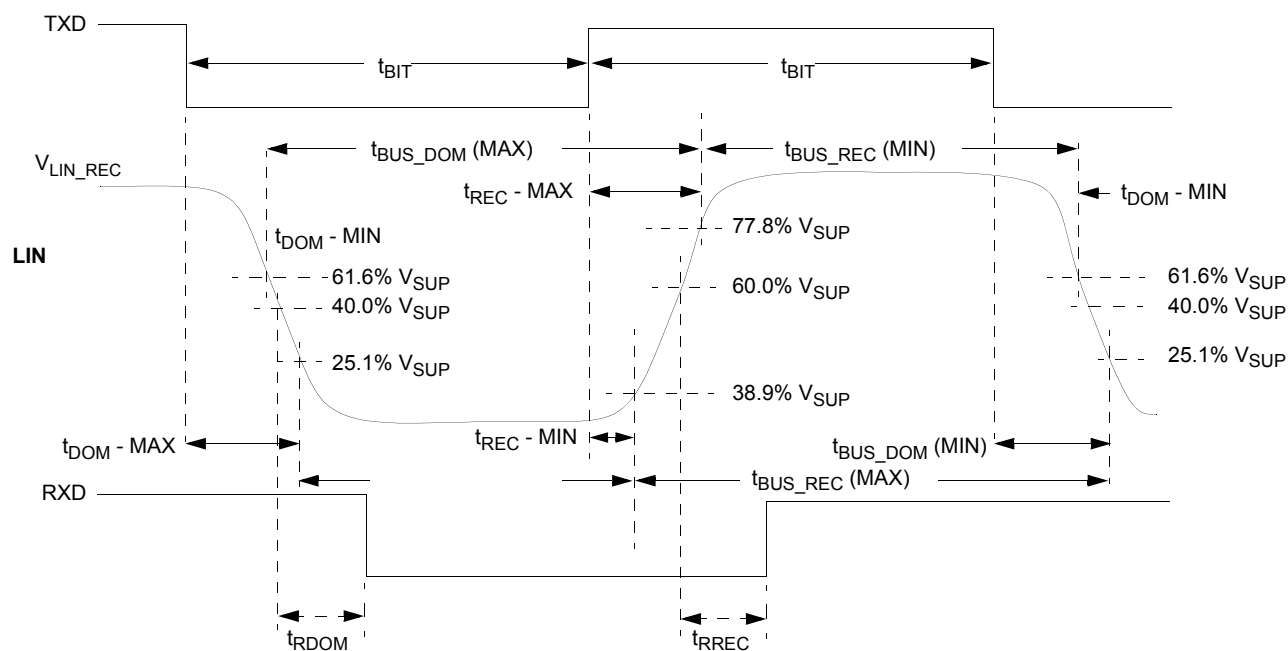 TXD
tBIT
tBIT
tBUS_DOM (MAX)
tBUS_REC (MIN)
VLIN_REC
tREC - MAX
tDOM - MIN
77.8% VSUP
tDOM - MIN
LIN
61.6% VSUP
60.0% VSUP
61.6% VSUP
40.0% VSUP
40.0% VSUP
25.1% VSUP
25.1% VSUP
38.9% VSUP
tDOM - MAX
tREC - MIN
tBUS_DOM (MIN)
RXD
tBUS_REC (MAX)
tRDOM
tRREC